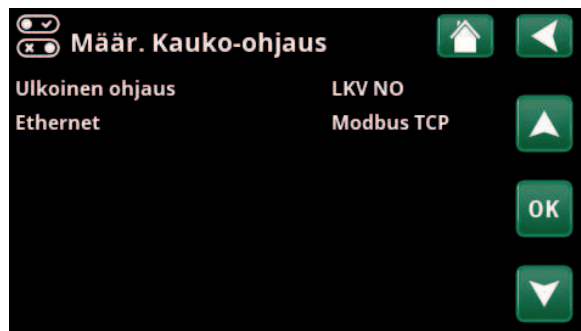 Määr. Kauko-ohjaus
Ulkoinen ohjaus LKV NO
Ethernet Modbus TCP
OK